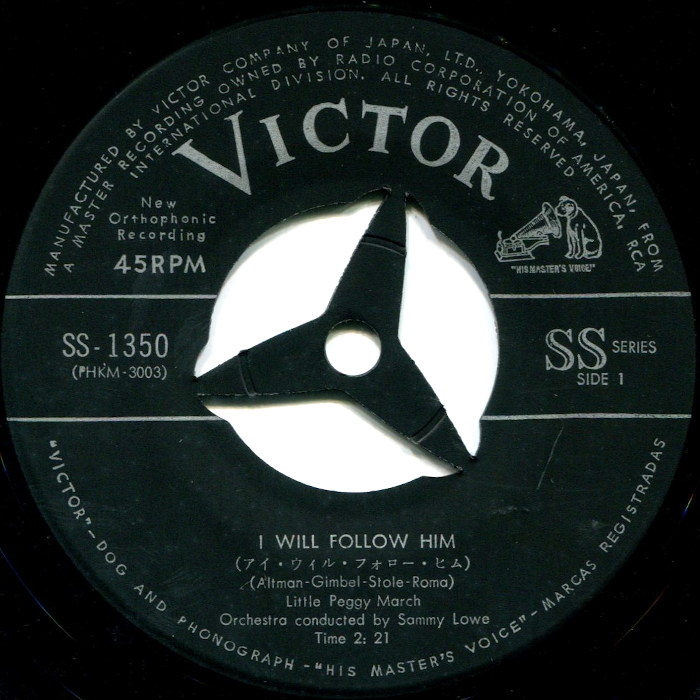 MANUFACTURED BY VICTOR COMPANY OF JAPAN, LTD. YOKOHAMA, JAPAN, FROM
A MASTER RECORDING OWNED BY RADIO CORPORATION OF AMERICA, RCA
INTERNATIONAL DIVISION. ALL RIGHTS RESERVED
VICTOR
New
Orthophonic
Recording
45RPM
"HIS MASTER'S VOICE"
SS-1350
(PHKM-3003)
SS SERIES
SIDE 1
I WILL FOLLOW HIM
(アイ・ウィル・フォロー・ヒム)
(Altman-Gimbel-Stole-Roma)
Little Peggy March
Orchestra conducted by Sammy Lowe
Time 2: 21
"VICTOR"-DOG AND PHONOGRAPH-"HIS MASTER'S VOICE"-MARCAS REGISTRADAS